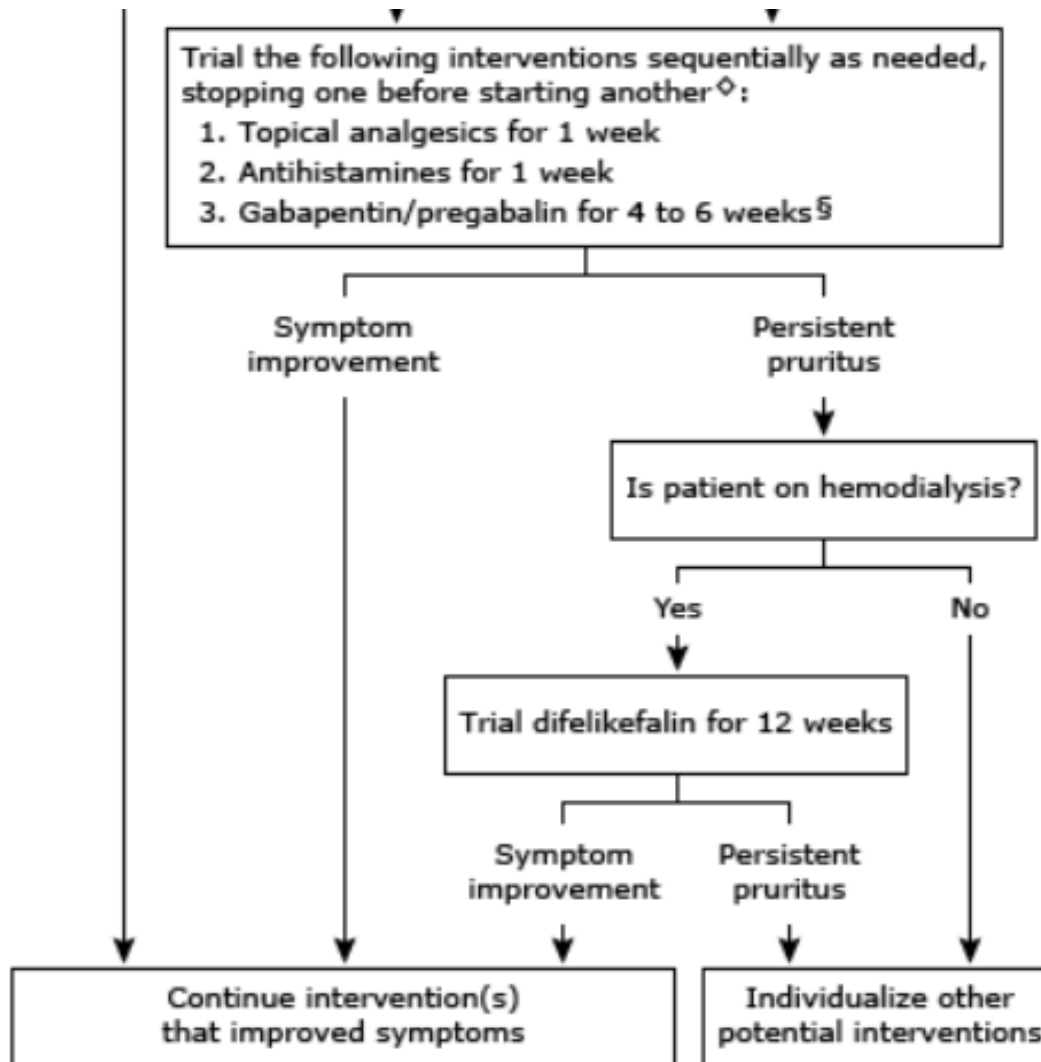 Trial the following interventions sequentially as needed,
stopping one before starting another◇:
1. Topical analgesics for 1 week
2. Antihistamines for 1 week
3. Gabapentin/pregabalin for 4 to 6 weeks§
Symptom
improvement
Persistent
pruritus
Is patient on hemodialysis?
Yes
No
Trial difelikefalin for 12 weeks
Symptom
improvement
Persistent
pruritus
Continue intervention(s)
that improved symptoms
Individualize other
potential interventions